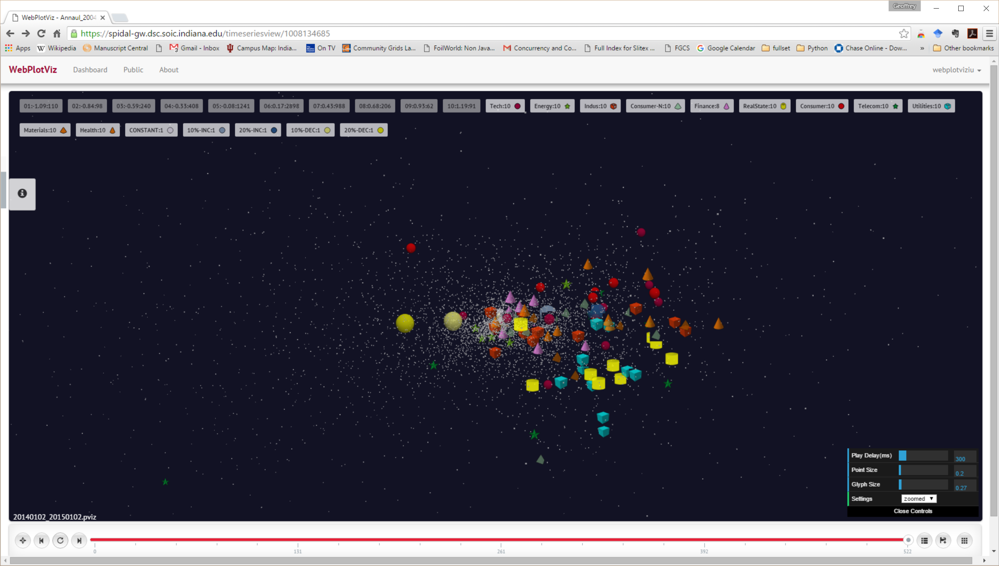 Geoffrey
WebPlotViz - Annaul_2004
https://spidal-gw.dsc.soic.indiana.edu/timeseriesview/1008134685
Apps Wikipedia Manuscript Central Gmail - Inbox Campus Map: India... On TV Community Grids La... FoilWorld: Non Java... Concurrency and Co... Full Index for Slitex ... FGCS Google Calendar fullset Python Chase Online - Dow... » Other bookmarks
WebPlotViz Dashboard Public About webplotviziu
01:-1.09:110 02:-0.84:98 03:-0.59:240 04:-0.33:408 05:-0.08:1241 06:0.17:2898 07:0.43:988 08:0.68:206 09:0.93:62 10:1.19:91 Tech:10 Energy:10 Indus:10 Consumer-N:10 Finance:8 RealState:10 Consumer:10 Telecom:10 Utilities:10
Materials:10 Health:10 CONSTANT:1 10%-INC:1 20%-INC:1 10%-DEC:1 20%-DEC:1
Play Delay(ms) 300
Point Size 0.2
Glyph Size 0.27
Settings zoomed
Close Controls
20140102_20150102.pviz
0 131 261 392 522